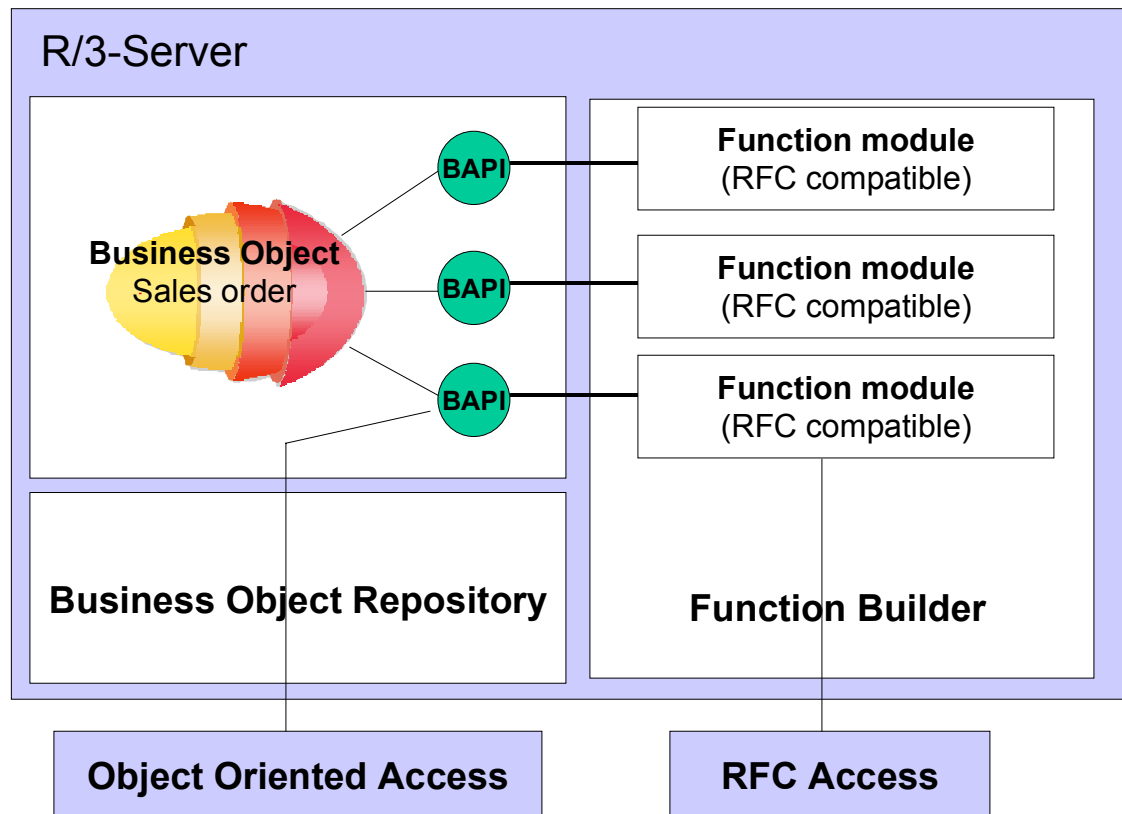 R/3-Server
Business Object
Sales order
BAPI
BAPI
BAPI
Function module
(RFC compatible)
Function module
(RFC compatible)
Function module
(RFC compatible)
Business Object Repository
Function Builder
Object Oriented Access
RFC Access